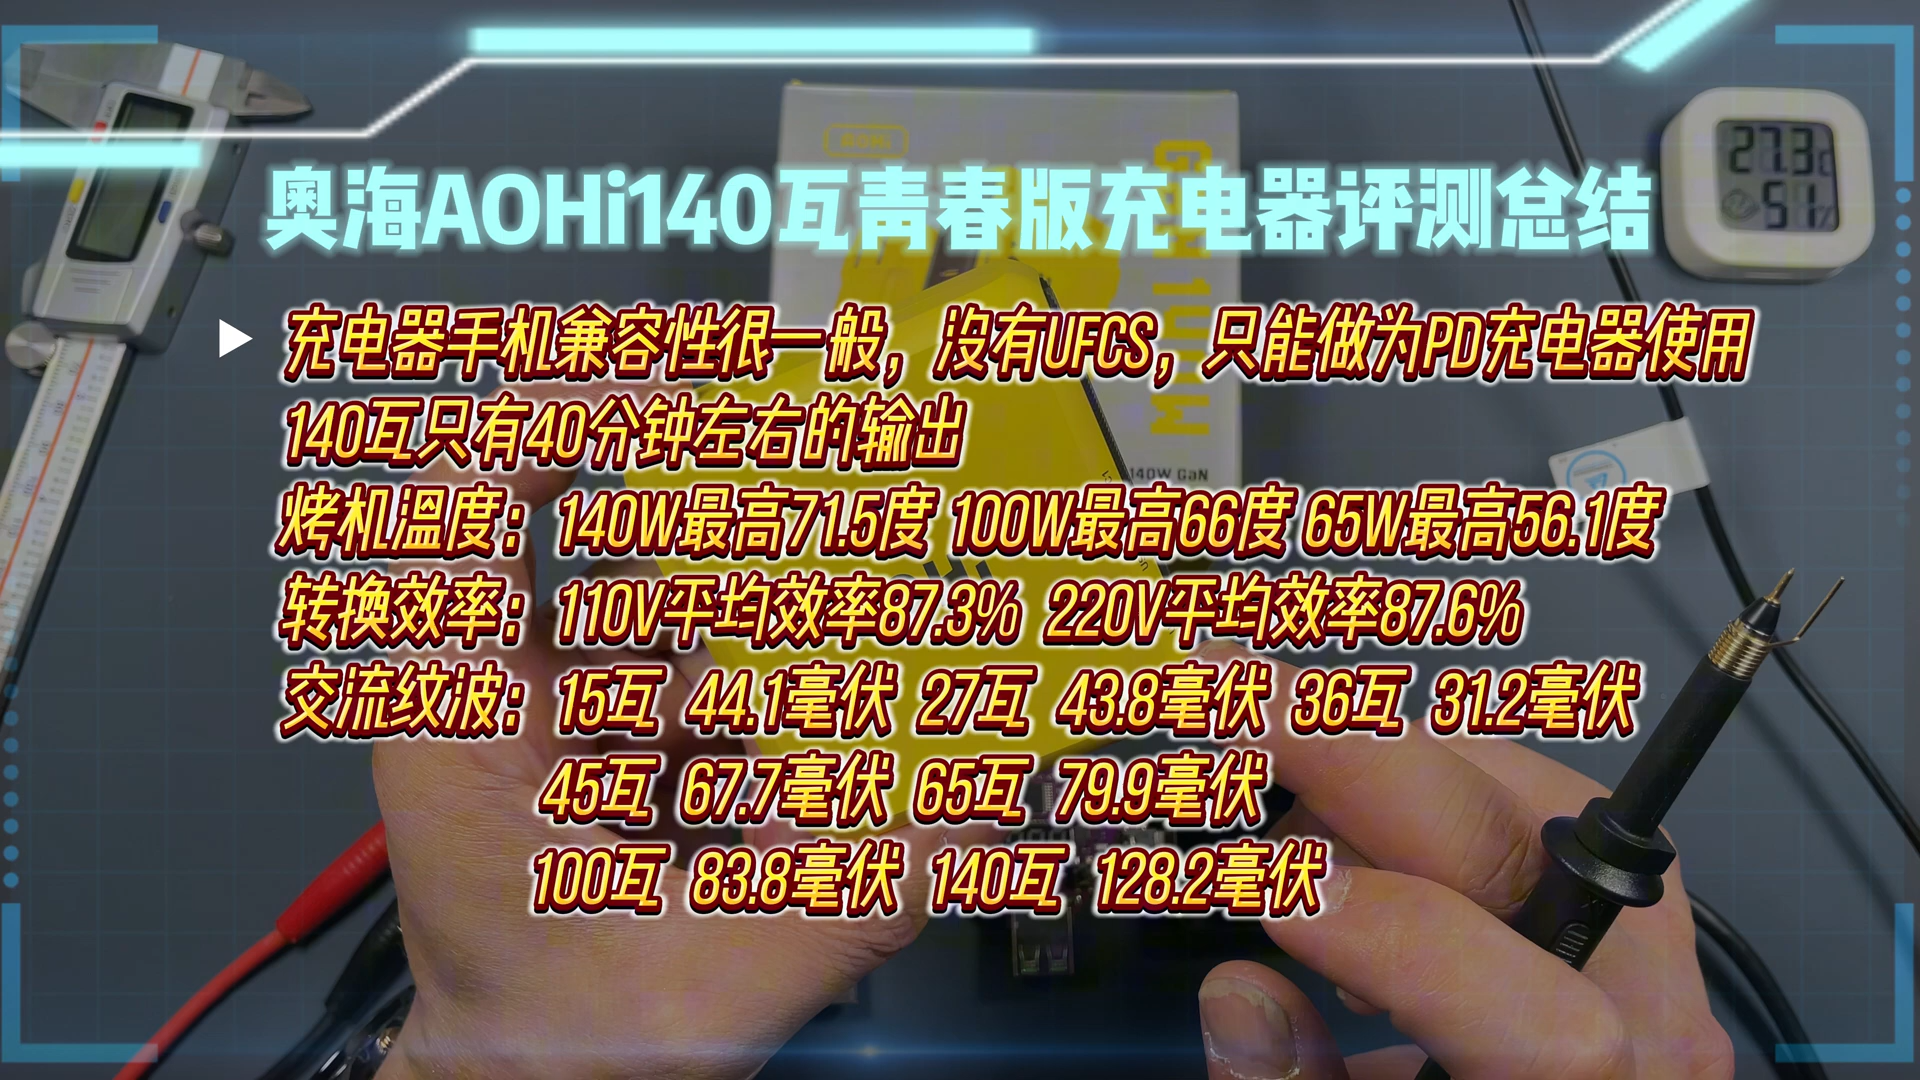 奥海AOHi140瓦青春版充电器评测总结
充电器手机兼容性很一般，没有UFCS，只能做为PD充电器使用
140瓦只有40分钟左右的输出
烤机温度：140W最高71.5度 100W最高66度 65W最高56.1度
转换效率：110V平均效率87.3% 220V平均效率87.6%
交流纹波：15瓦 44.1毫伏 27瓦 43.8毫伏 36瓦 31.2毫伏
45瓦 67.7毫伏 65瓦 79.9毫伏
100瓦 83.8毫伏 140瓦 128.2毫伏
27.3
51%
140W GaN